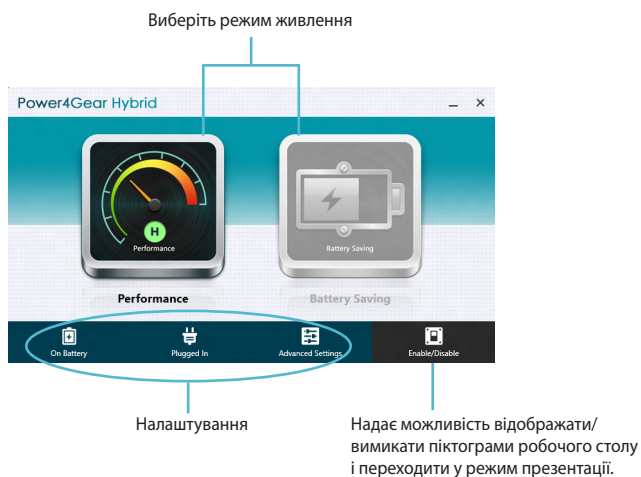 Виберіть режим живлення
Power4Gear Hybrid
H
Performance
Battery Saving
Performance
Battery Saving
On Battery
Plugged In
Advanced Settings
Enable/Disable
Налаштування
Надає можливість відображати/
вимикати піктограми робочого столу
і переходити у режим презентації.